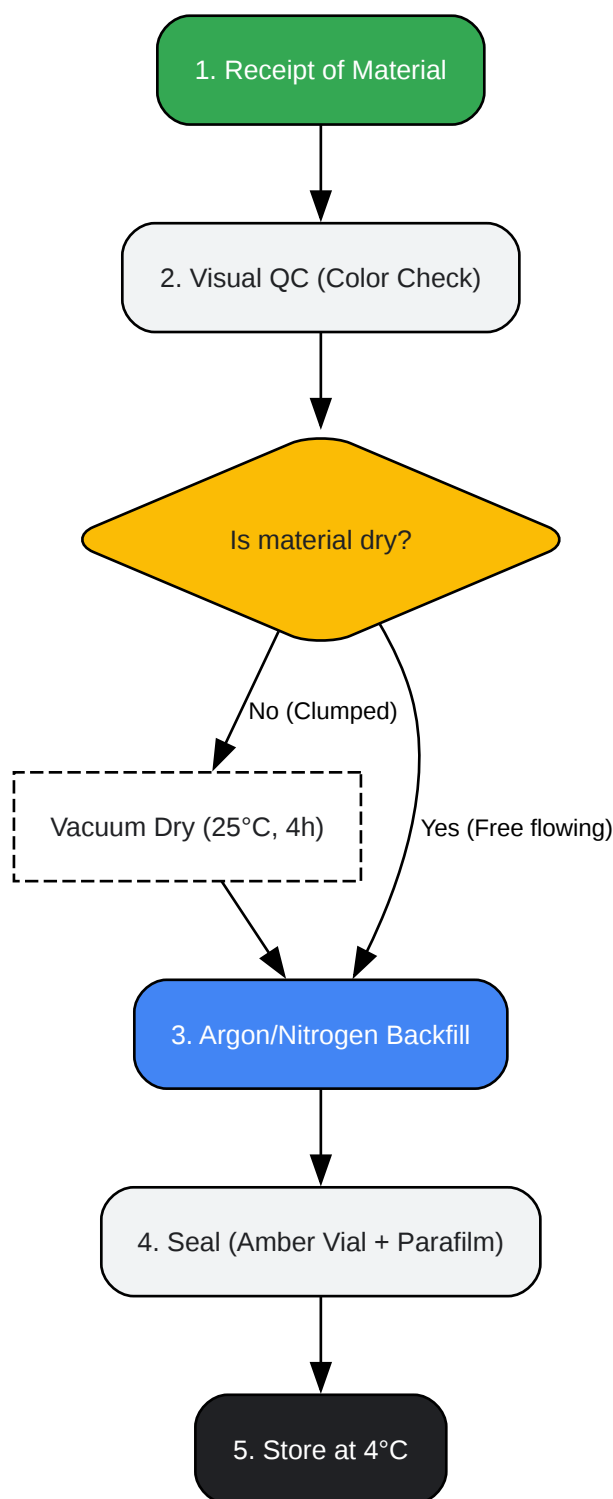 1. Receipt of Material
2. Visual QC (Color Check)
Is material dry?
No (Clumped)
Vacuum Dry (25°C, 4h)
Yes (Free flowing)
3. Argon/Nitrogen Backfill
4. Seal (Amber Vial + Parafilm)
5. Store at 4°C